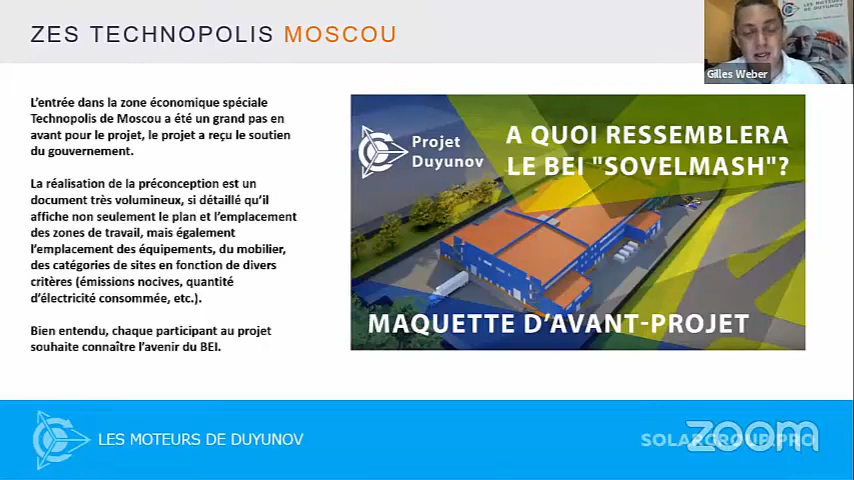 ZES TECHNOPOLIS MOSCOU
LES MOTEURS
DE DUYUNOV
Gilles Weber
L'entrée dans la zone économique spéciale
Technopolis de Moscou a été un grand pas en
avant pour le projet, le projet a reçu le soutien
du gouvernement.
La réalisation de la préconception est un
document très volumineux, si détaillé qu'il
affiche non seulement le plan et l'emplacement
des zones de travail, mais également
l'emplacement des équipements, du mobilier,
des catégories de sites en fonction de divers
critères (émissions nocives, quantité
d'électricité consommée, etc.).
Bien entendu, chaque participant au projet
souhaite connaître l'avenir du BEI.
Projet
Duyunov
A QUOI RESSEMBLERA
LE BEI "SOVELMASH"?
MAQUETTE D'AVANT-PROJET
LES MOTEURS DE DUYUNOV
SOLARGROUP.PRO
zoom